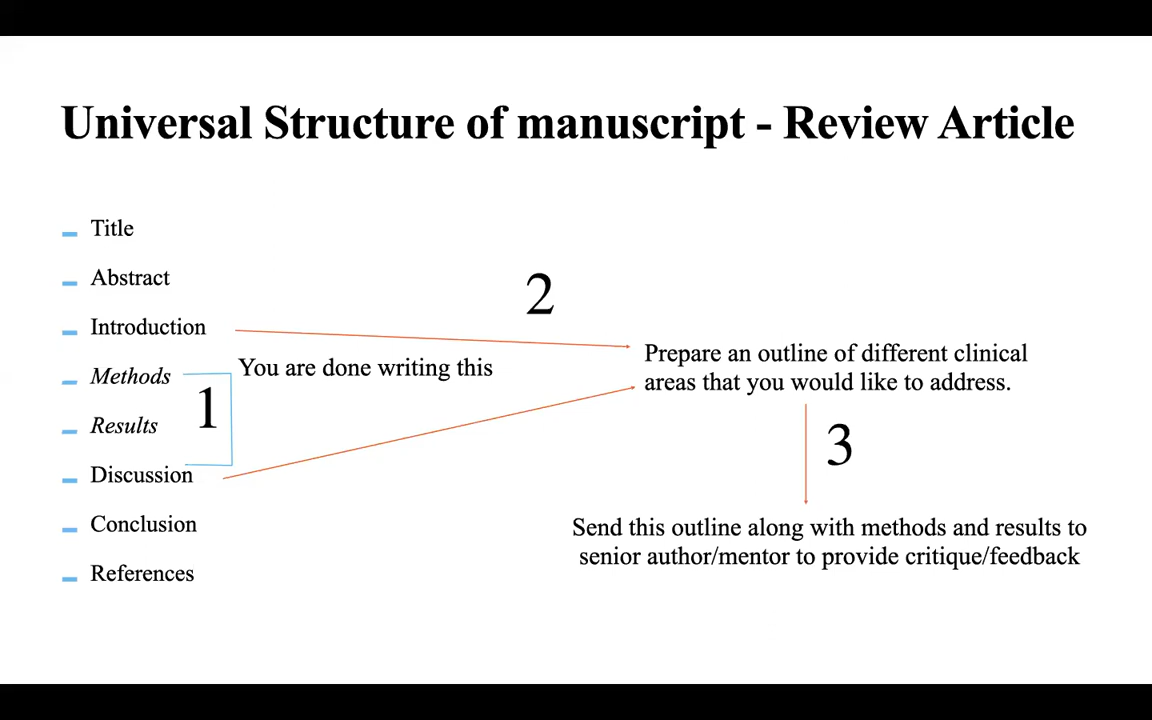 Universal Structure of manuscript - Review Article
Title
Abstract
Introduction
Methods
Results
Discussion
Conclusion
References
1
You are done writing this
2
Prepare an outline of different clinical
areas that you would like to address.
3
Send this outline along with methods and results to
senior author/mentor to provide critique/feedback